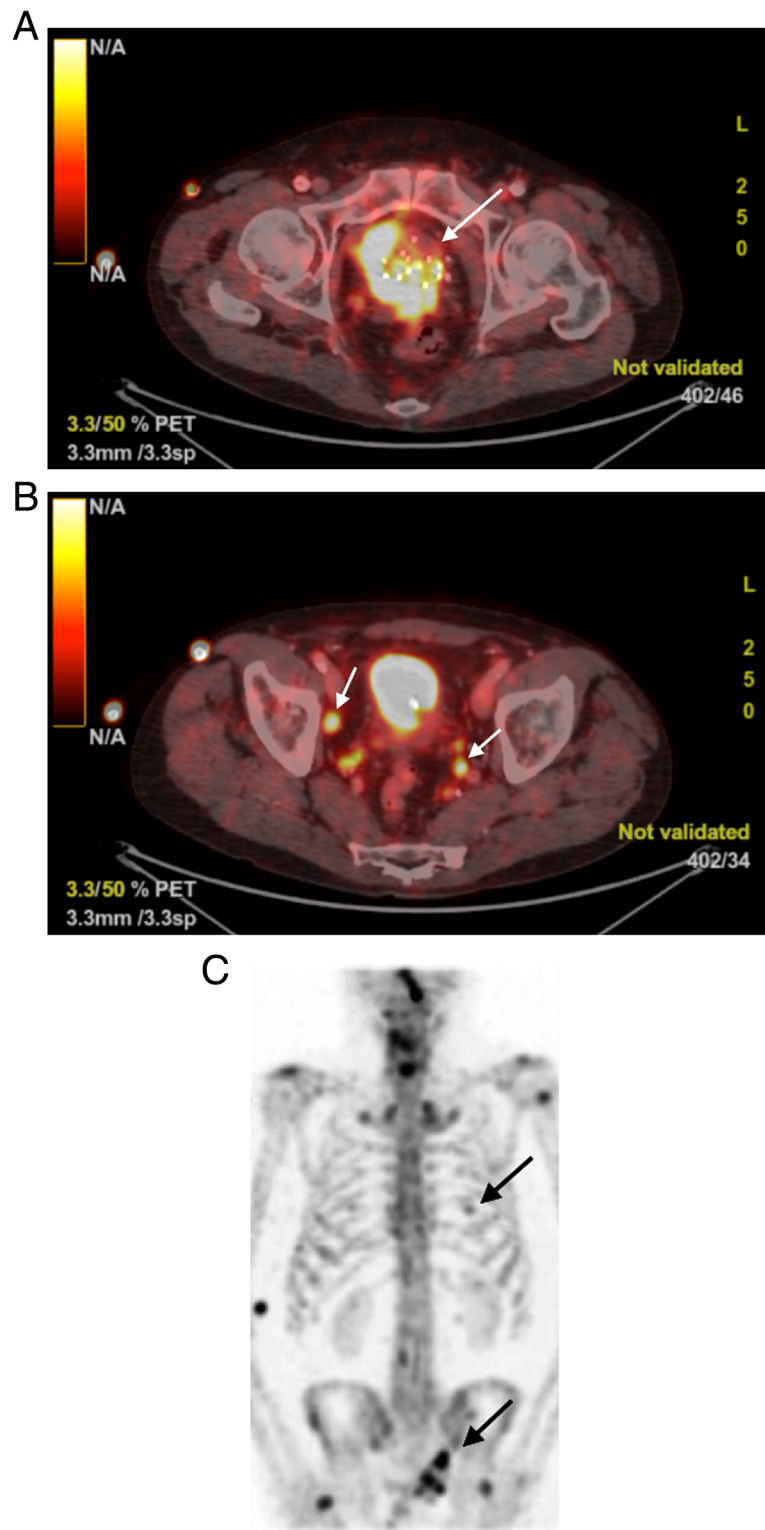 A
N/A
L
2
5
0
N/A
Not validated
402/46
3.3/50 % PET
3.3mm /3.3sp
B
N/A
L
2
5
0
N/A
Not validated
402/34
3.3/50 % PET
3.3mm /3.3sp
C